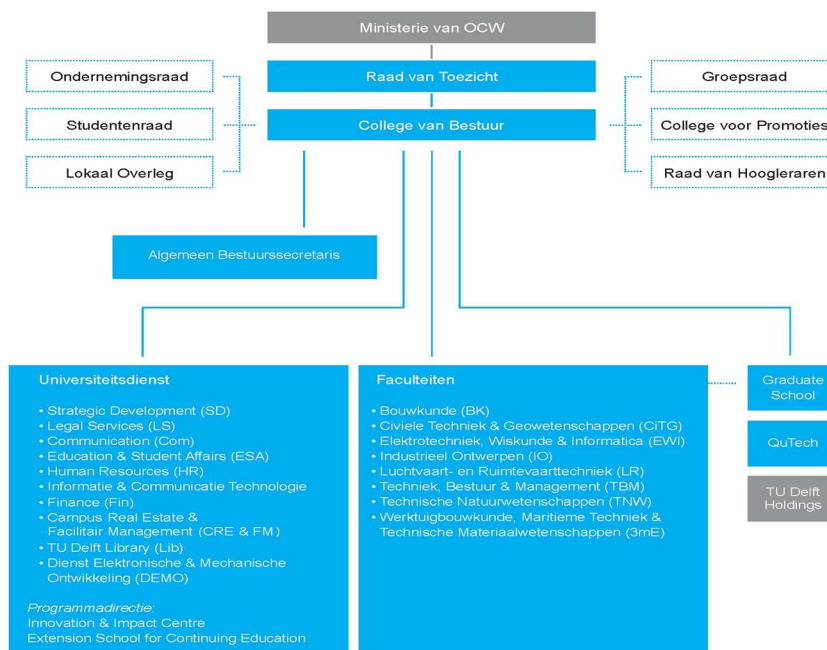 Ministerie van OCW
Ondernemingsraad
Raad van Toezicht
Groepsraad
Studentenraad
College van Bestuur
College voor Promoties
Lokaal Overleg
Raad van Hoogleraren
Algemeen Bestuurssecretaris
Universiteitsdienst
• Strategic Development (SD)
• Legal Services (LS)
• Communication (Com)
• Education & Student Affairs (ESA)
• Human Resources (HR)
• Informatie & Communicatie Technologie
• Finance (Fin)
• Campus Real Estate &
Facilitair Management (CRE & FM)
• TU Delft Library (Lib)
• Dienst Elektronische & Mechanische
Ontwikkeling (DEMO)
Programmadirectie:
Innovation & Impact Centre
Extension School for Continuing Education
Faculteiten
• Bouwkunde (BK)
• Civiele Techniek & Geowetenschappen (CiTG)
• Elektrotechniek, Wiskunde & Informatica (EWI)
• Industrieel Ontwerpen (IO)
• Luchtvaart- en Ruimtevaarttechniek (LR)
• Techniek, Bestuur & Management (TBM)
• Technische Natuurwetenschappen (TNW)
• Werktuigbouwkunde, Maritieme Techniek &
Technische Materiaalwetenschappen (3mE)
Graduate
School
QuTech
TU Delft
Holdings